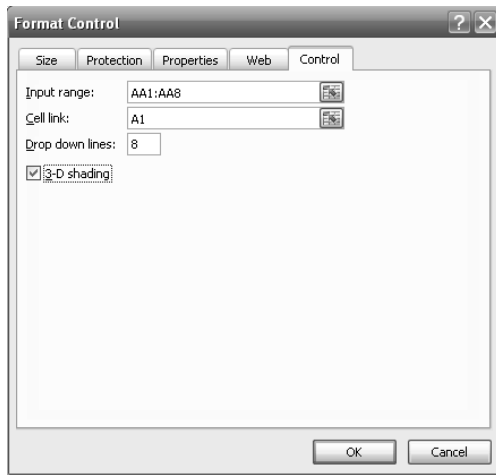 Format Control
Size Protection Properties Web Control
Input range: AA1:AA8
Cell link: A1
Drop down lines: 8
3-D shading
OK Cancel